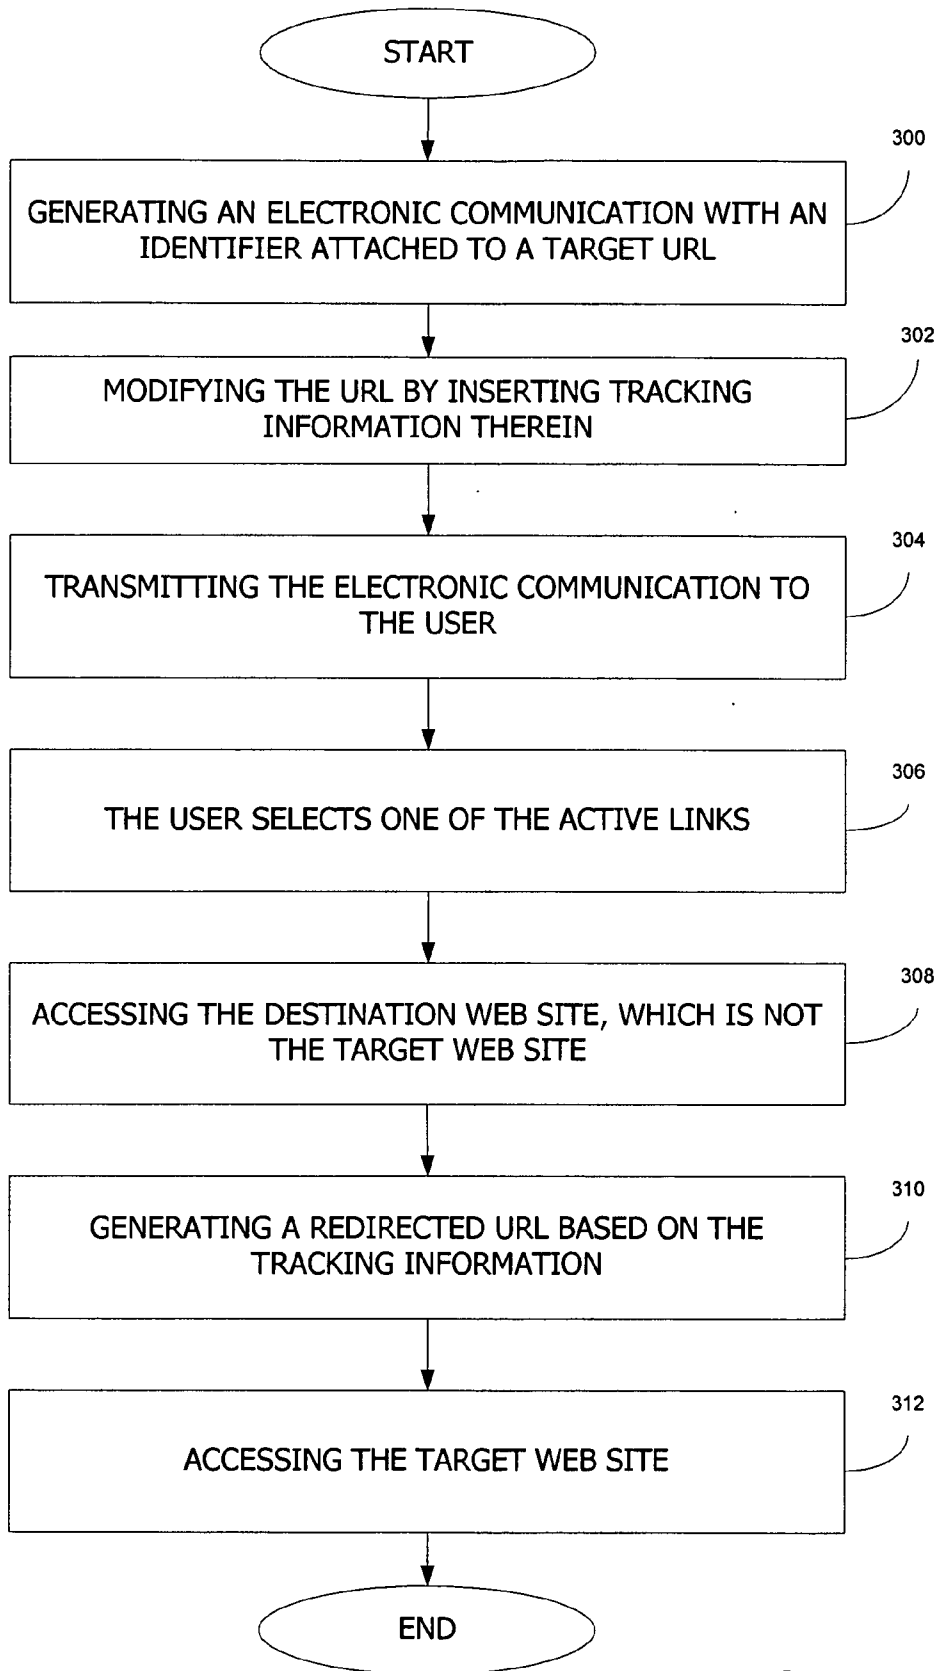 START
300
GENERATING AN ELECTRONIC COMMUNICATION WITH AN
IDENTIFIER ATTACHED TO A TARGET URL
302
MODIFYING THE URL BY INSERTING TRACKING
INFORMATION THEREIN
304
TRANSMITTING THE ELECTRONIC COMMUNICATION TO
THE USER
306
THE USER SELECTS ONE OF THE ACTIVE LINKS
308
ACCESSING THE DESTINATION WEB SITE, WHICH IS NOT
THE TARGET WEB SITE
310
GENERATING A REDIRECTED URL BASED ON THE
TRACKING INFORMATION
312
ACCESSING THE TARGET WEB SITE
END